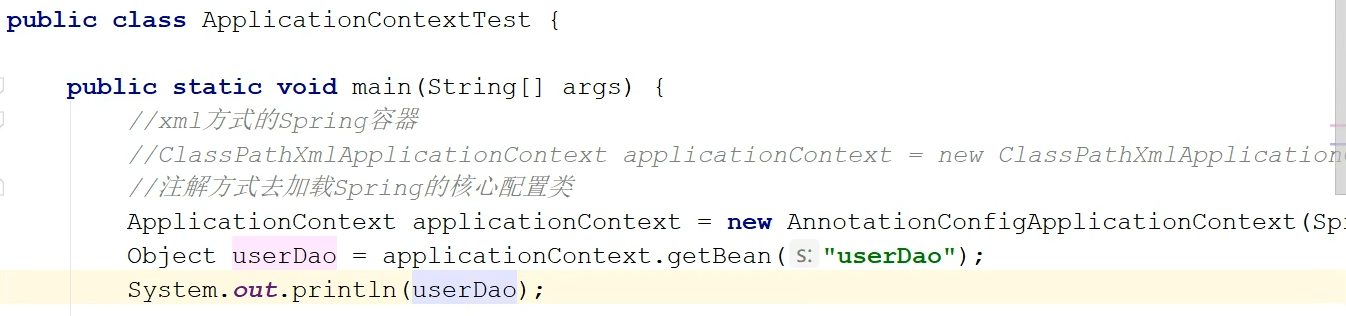 public class ApplicationContextTest {
public static void main(String[] args) {
//xml方式的Spring容器
//ClassPathXmlApplicationContext applicationContext = new ClassPathXmlApplication
//注解方式去加载Spring的核心配置类
ApplicationContext applicationContext = new AnnotationConfigApplicationContext(Spr
Object userDao = applicationContext.getBean( s: "userDao");
System.out.println(userDao);